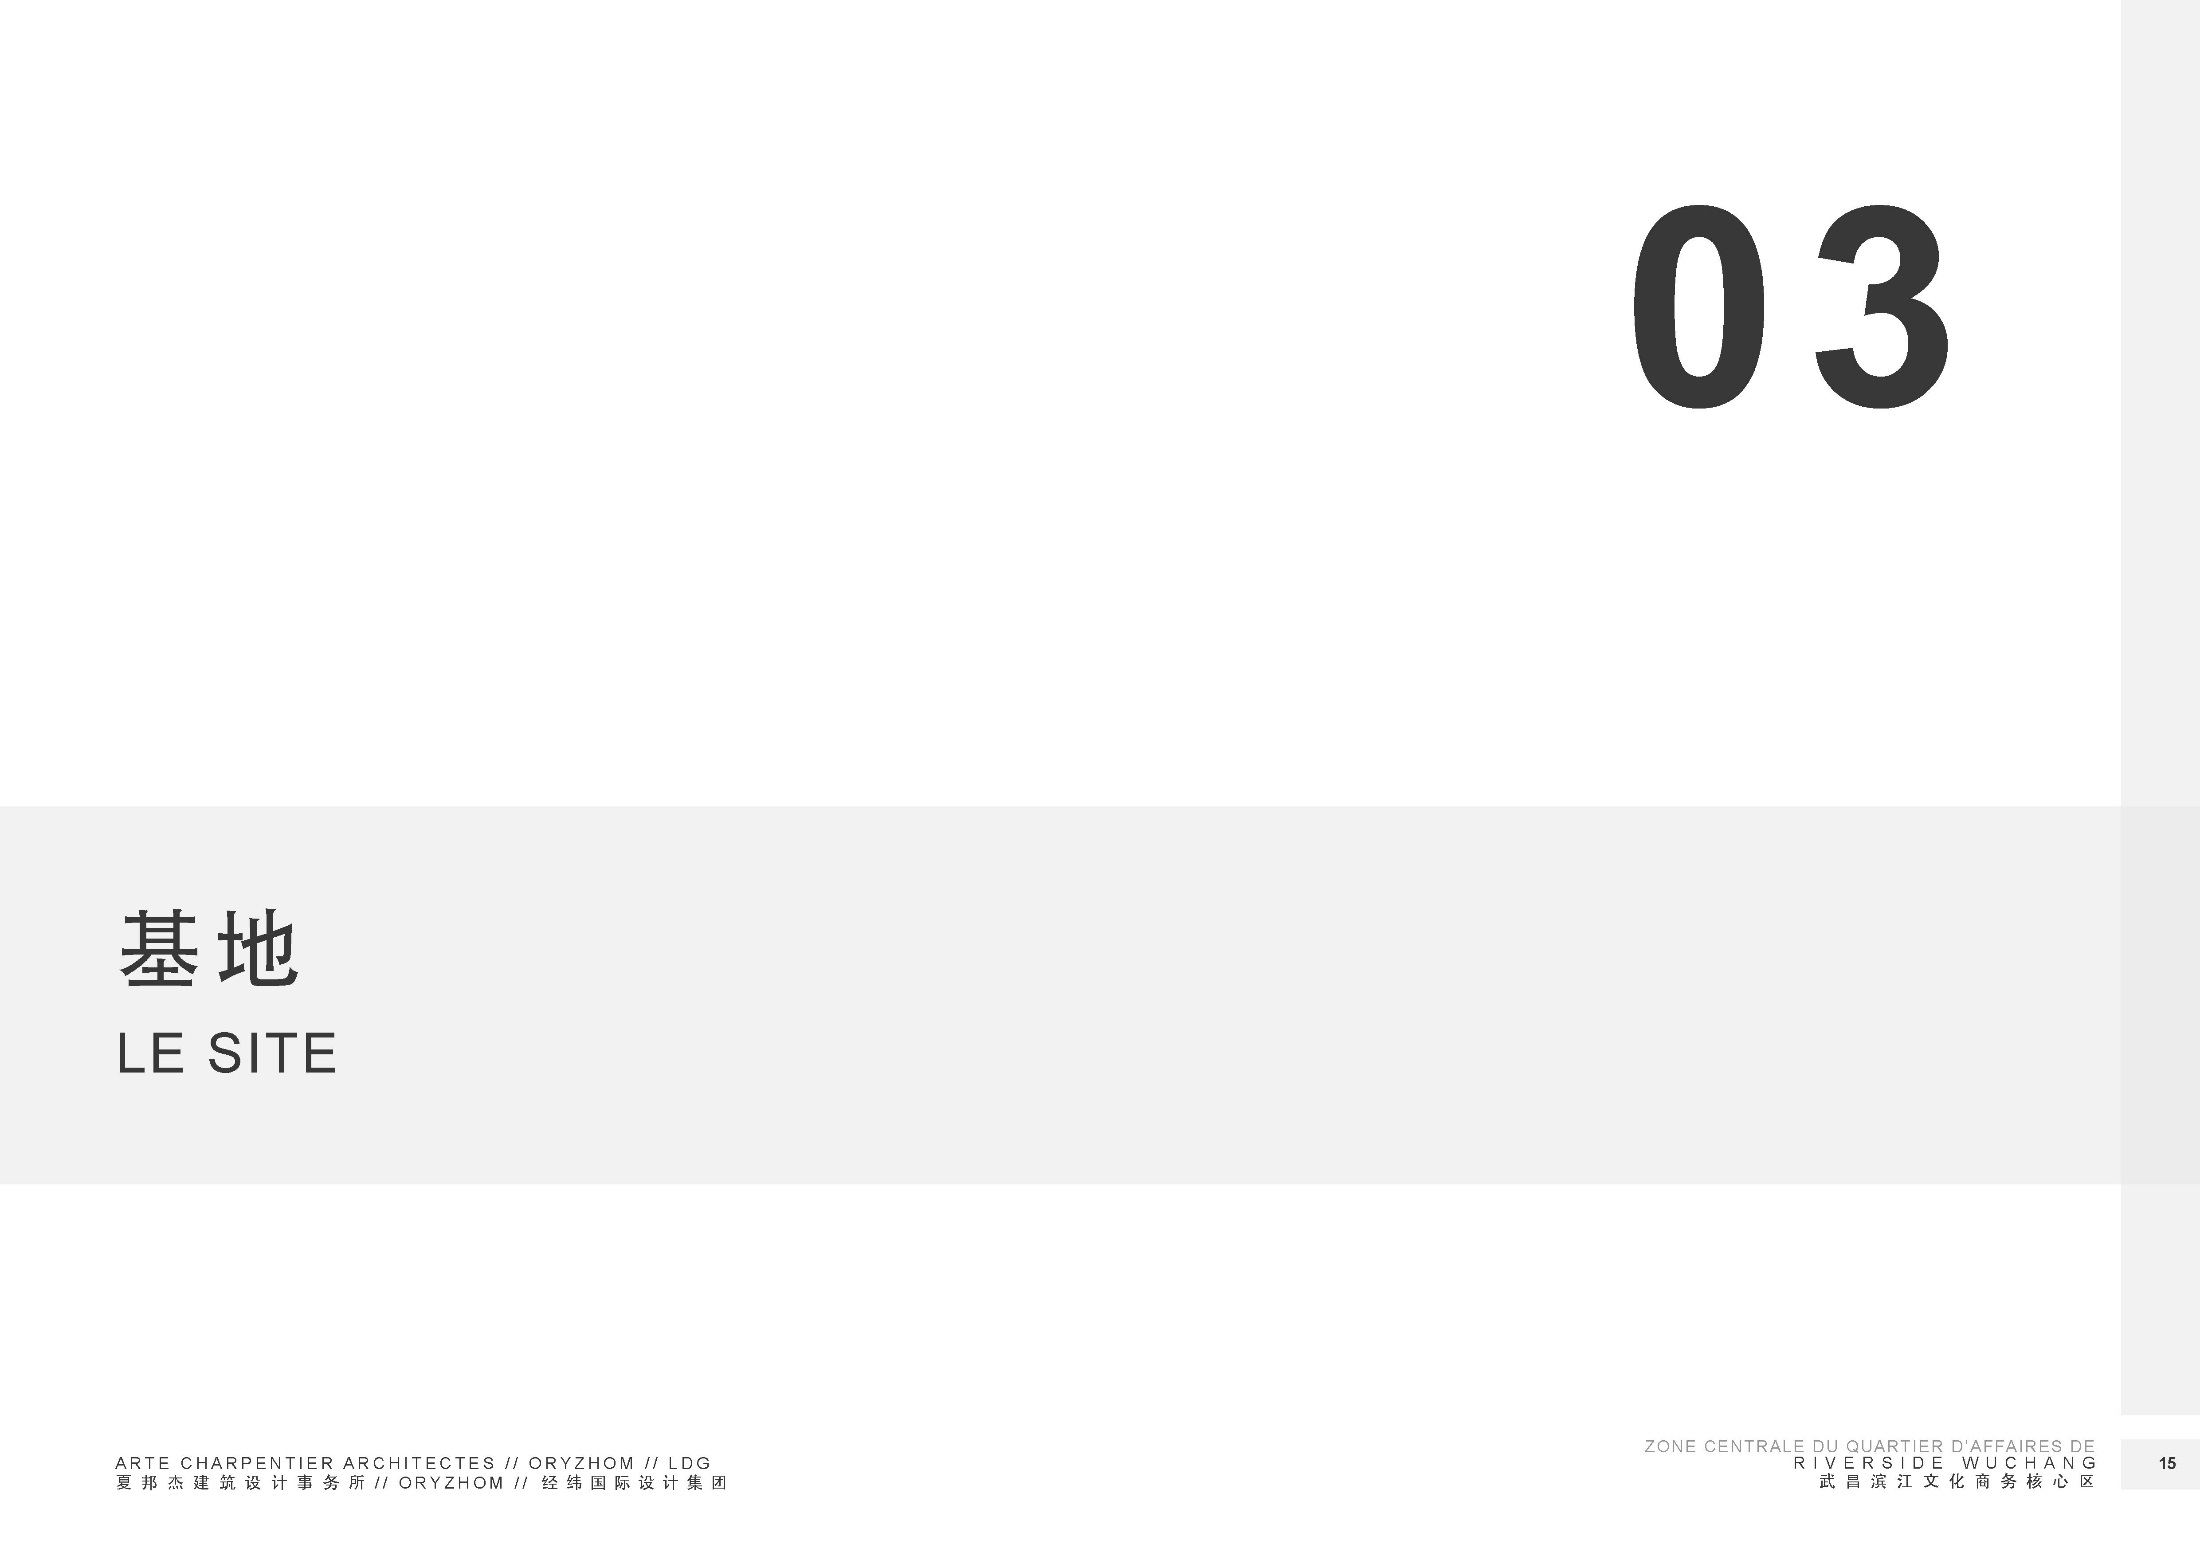 03
基地
LE SITE
ARTE CHARPENTIER ARCHITECTES // ORYZHOM // LDG
夏邦杰建筑设计事务所 // ORYZHOM // 经纬国际设计集团
ZONE CENTRALE DU QUARTIER D'AFFAIRES DE
RIVERSIDE WUCHANG
武昌滨江文化商务核心区
15